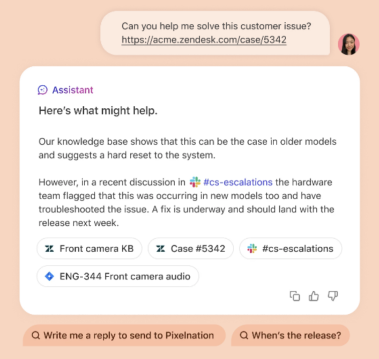 Can you help me solve this customer issue?
https://acme.zendesk.com/case/5342
Assistant
Here's what might help.
Our knowledge base shows that this can be the case in older models
and suggests a hard reset to the system.
However, in a recent discussion in #cs-escalations the hardware
team flagged that this was occurring in new models too and have
troubleshooted the issue. A fix is underway and should land with the
release next week.
Front camera KB Case #5342 #cs-escalations
ENG-344 Front camera audio
Write me a reply to send to Pixelnation When's the release?